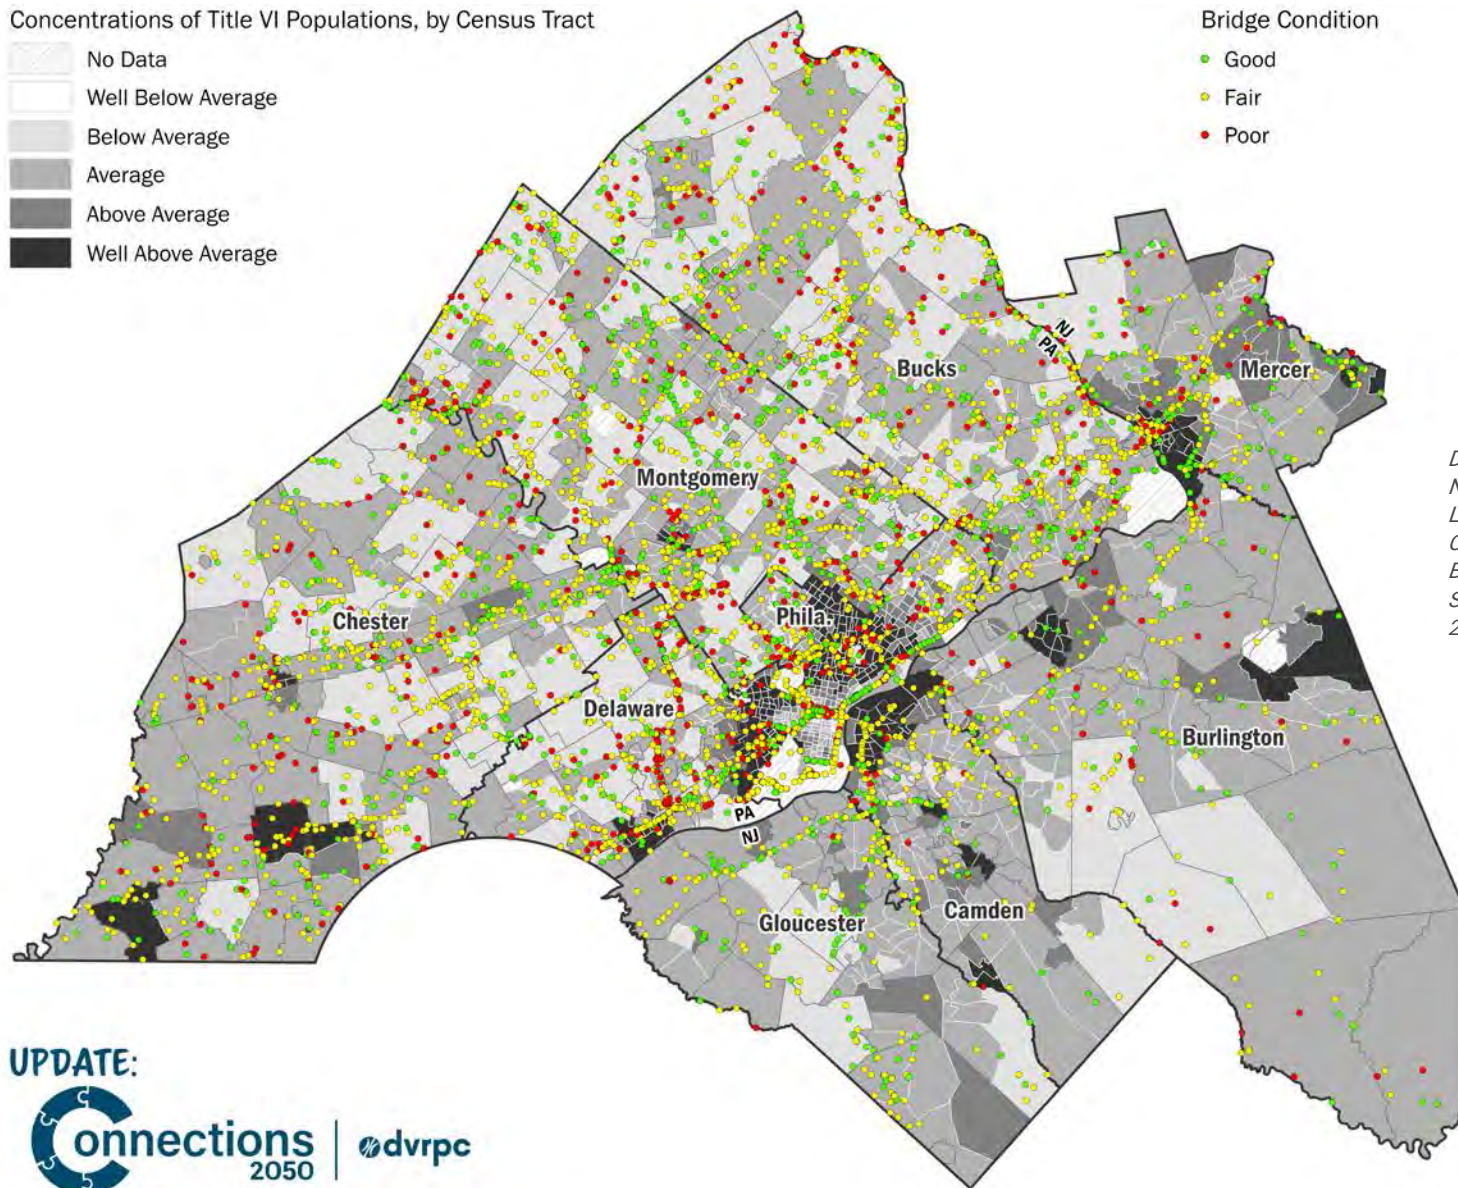 Concentrations of Title VI Populations, by Census Tract
No Data
Well Below Average
Below Average
Average
Above Average
Well Above Average
Bridge Condition
Good
Fair
Poor
NJ
PA
Bucks
Mercer
Montgomery
Phila.
Chester
Delaware
Burlington
PA
NJ
Gloucester
Camden
UPDATE:
Connections
2050
dvrpc